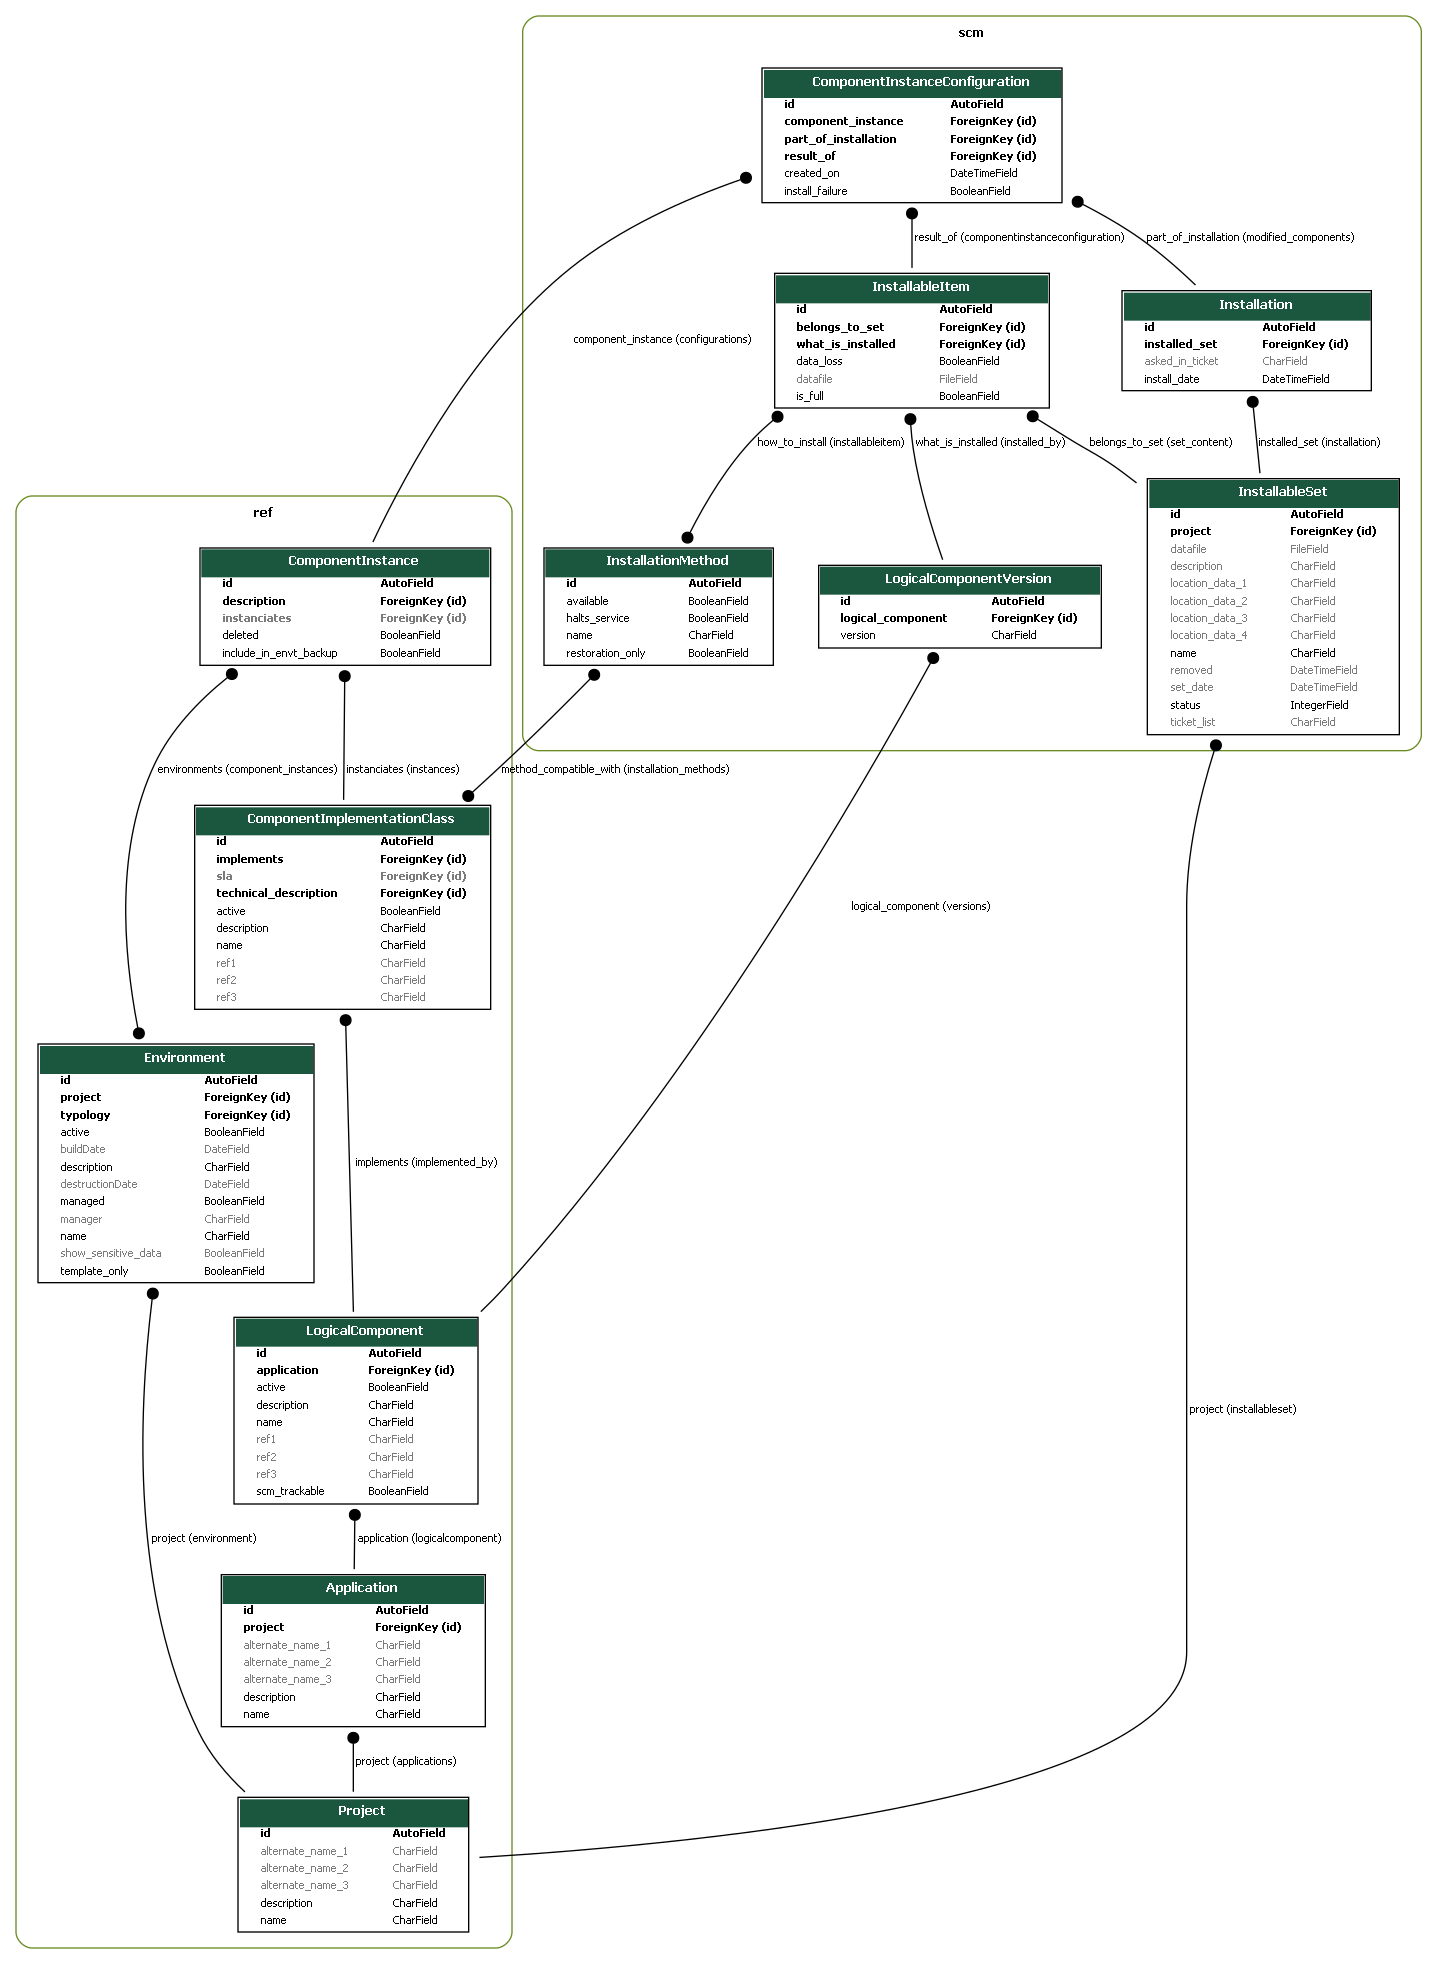 scm
ComponentInstanceConfiguration
id AutoField
component_instance ForeignKey (id)
part_of_installation ForeignKey (id)
result_of ForeignKey (id)
created_on DateTimeField
install_failure BooleanField
result_of (componentinstanceconfiguration)
part_of_installation (modified_components)
component_instance (configurations)
InstallableItem
id AutoField
belongs_to_set ForeignKey (id)
what_is_installed ForeignKey (id)
data_loss BooleanField
datafile FileField
is_full BooleanField
Installation
id AutoField
installed_set ForeignKey (id)
asked_in_ticket CharField
install_date DateTimeField
how_to_install (installableitem)
what_is_installed (installed_by)
belongs_to_set (set_content)
installed_set (installation)
InstallableSet
id AutoField
project ForeignKey (id)
datafile FileField
description CharField
location_data_1 CharField
location_data_2 CharField
location_data_3 CharField
location_data_4 CharField
name CharField
removed DateTimeField
set_date DateTimeField
status IntegerField
ticket_list CharField
InstallationMethod
id AutoField
available BooleanField
halts_service BooleanField
name CharField
restoration_only BooleanField
LogicalComponentVersion
id AutoField
logical_component ForeignKey (id)
version CharField
ref
ComponentInstance
id AutoField
description ForeignKey (id)
instanciates ForeignKey (id)
deleted BooleanField
include_in_envt_backup BooleanField
environments (component_instances)
instanciates (instances)
method_compatible_with (installation_methods)
ComponentImplementationClass
id AutoField
implements ForeignKey (id)
sla ForeignKey (id)
technical_description ForeignKey (id)
active BooleanField
description CharField
name CharField
ref1 CharField
ref2 CharField
ref3 CharField
logical_component (versions)
Environment
id AutoField
project ForeignKey (id)
typology ForeignKey (id)
active BooleanField
buildDate DateField
description CharField
destructionDate DateField
managed BooleanField
manager CharField
name CharField
show_sensitive_data BooleanField
template_only BooleanField
implements (implemented_by)
LogicalComponent
id AutoField
application ForeignKey (id)
active BooleanField
description CharField
name CharField
ref1 CharField
ref2 CharField
ref3 CharField
scm_trackable BooleanField
project (installableset)
project (environment)
application (logicalcomponent)
Application
id AutoField
project ForeignKey (id)
alternate_name_1 CharField
alternate_name_2 CharField
alternate_name_3 CharField
description CharField
name CharField
project (applications)
Project
id AutoField
alternate_name_1 CharField
alternate_name_2 CharField
alternate_name_3 CharField
description CharField
name CharField